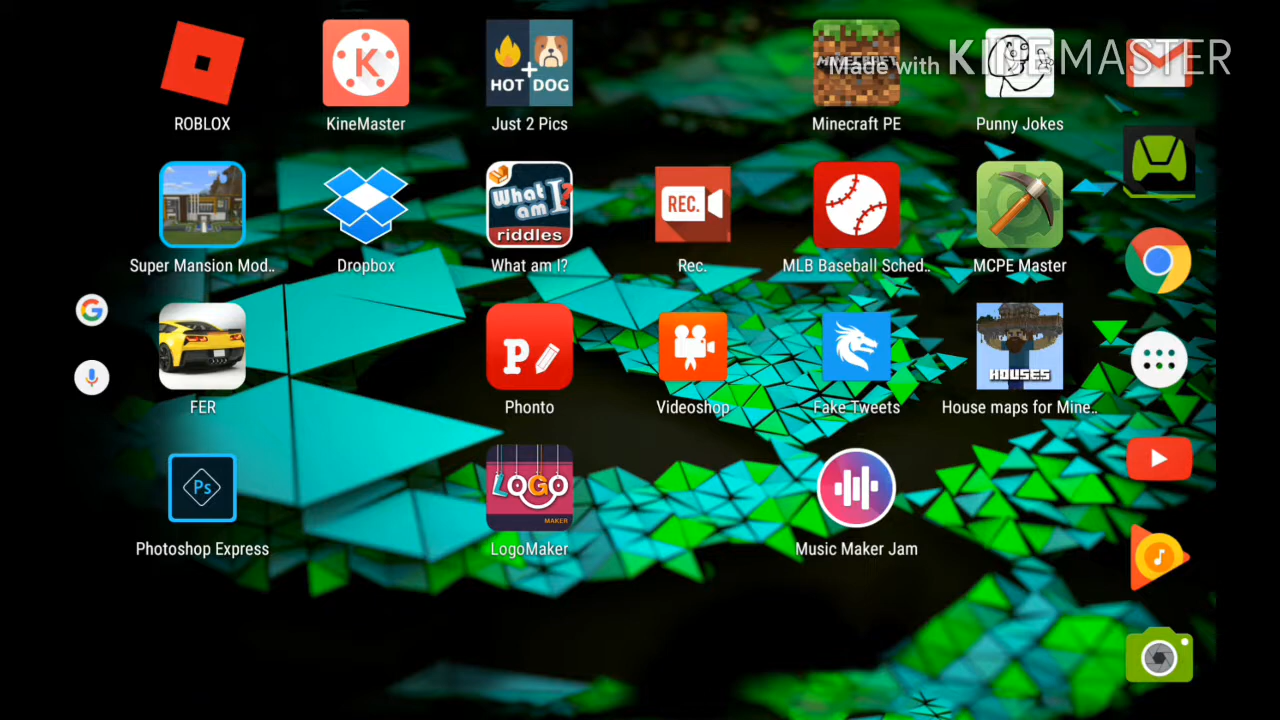 Made with KINEMASTER
HOT + DOG
MINECRAFT
ROBLOX
KineMaster
Just 2 Pics
Minecraft PE
Punny Jokes
What am I?
riddles
REC.
Super Mansion Mod..
Dropbox
What am I?
Rec.
MLB Baseball Sched..
MCPE Master
G
P
HOUSES
FER
Phonto
Videoshop
Fake Tweets
House maps for Mine..
Ps
LOGO
MAKER
Photoshop Express
LogoMaker
Music Maker Jam